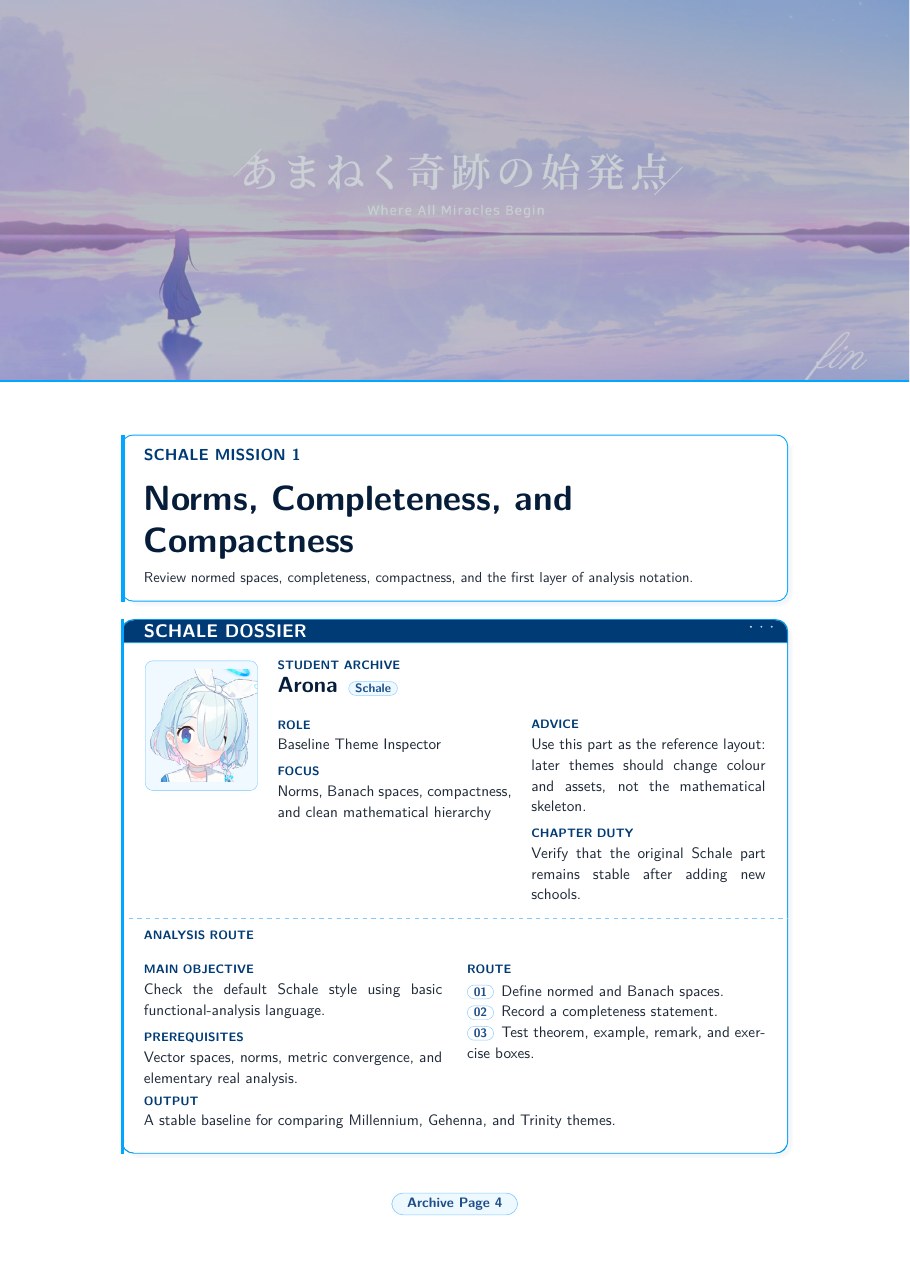 あまねく奇跡の始発点
Where All Miracles Begin
fin
SCHALE MISSION 1
Norms, Completeness, and
Compactness
Review normed spaces, completeness, compactness, and the first layer of analysis notation.
SCHALE DOSSIER
STUDENT ARCHIVE
Arona Schale
ROLE
Baseline Theme Inspector
FOCUS
Norms, Banach spaces, compactness,
and clean mathematical hierarchy
ADVICE
Use this part as the reference layout:
later themes should change colour
and assets, not the mathematical
skeleton.
CHAPTER DUTY
Verify that the original Schale part
remains stable after adding new
schools.
ANALYSIS ROUTE
MAIN OBJECTIVE
Check the default Schale style using basic
functional-analysis language.
PREREQUISITES
Vector spaces, norms, metric convergence, and
elementary real analysis.
ROUTE
01 Define normed and Banach spaces.
02 Record a completeness statement.
03 Test theorem, example, remark, and exer-
cise boxes.
OUTPUT
A stable baseline for comparing Millennium, Gehenna, and Trinity themes.
Archive Page 4